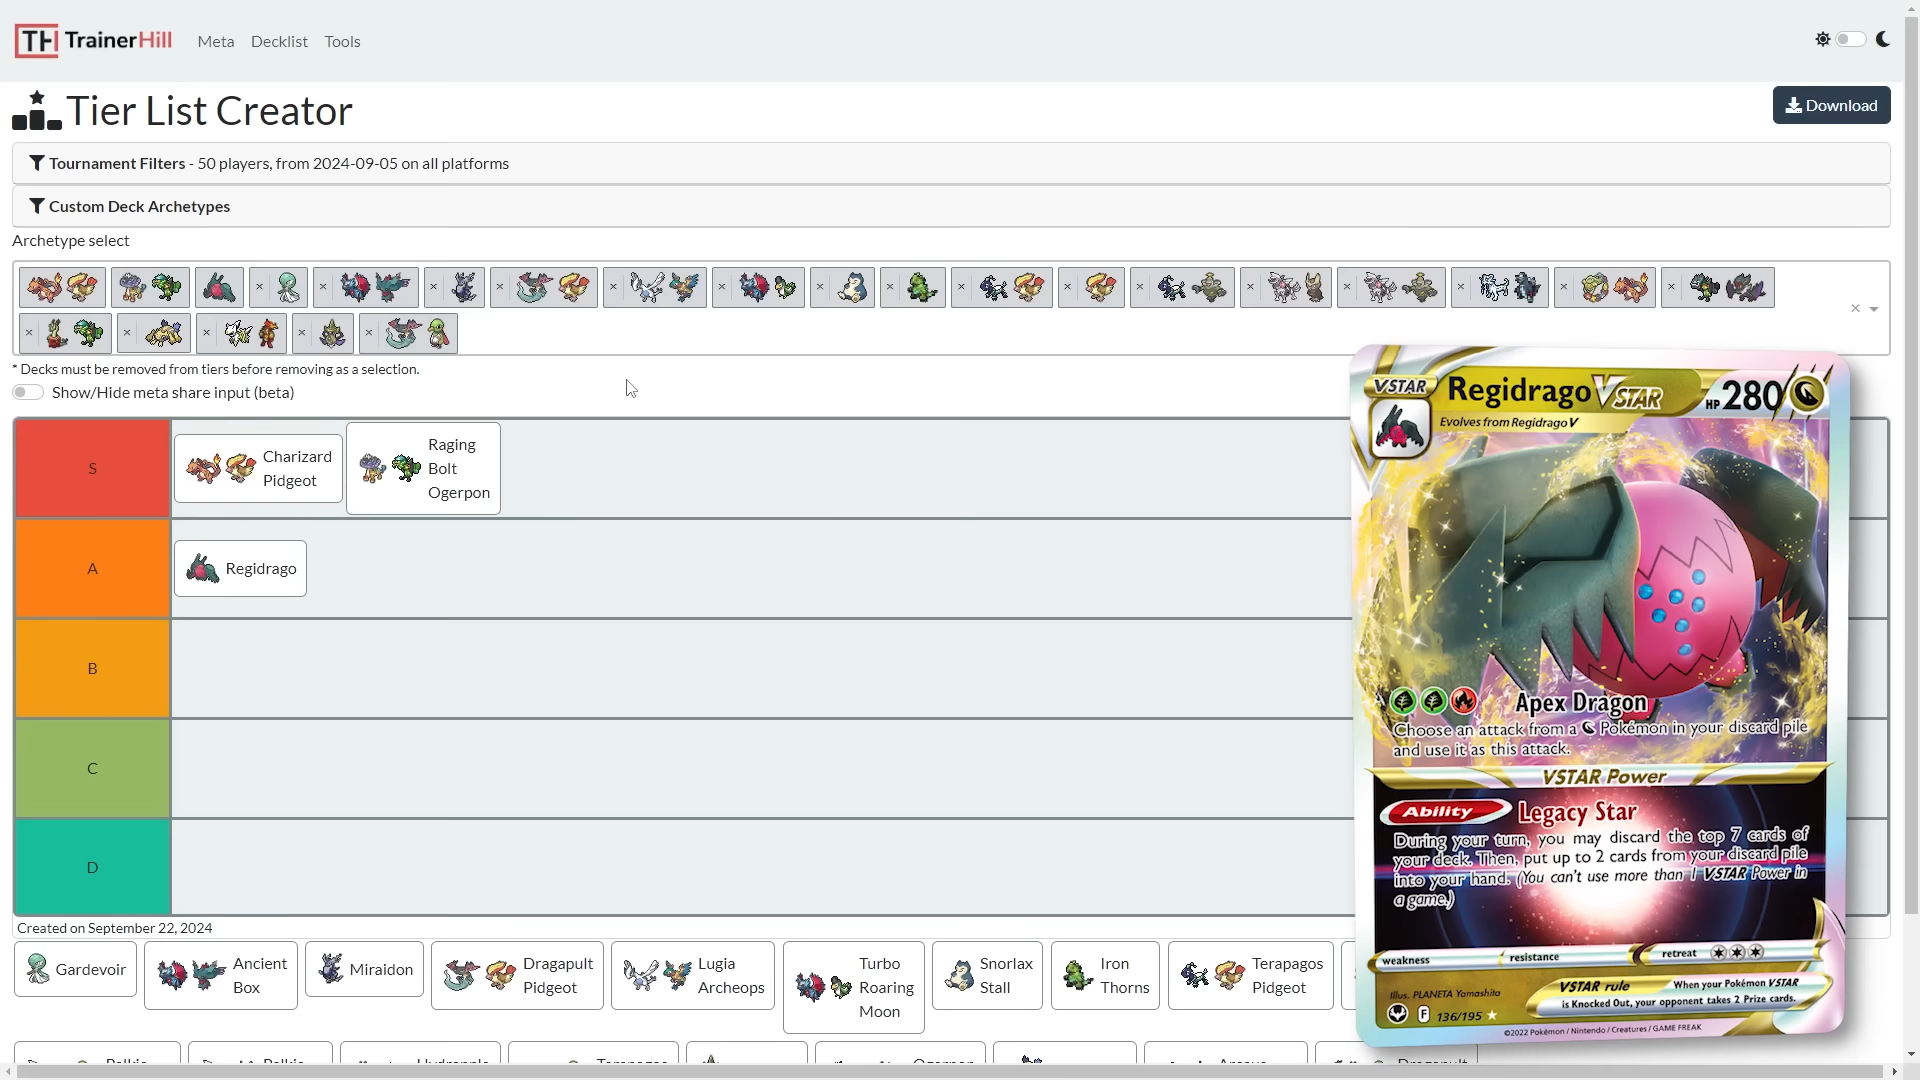 TH TrainerHill Meta Decklist Tools
Tier List Creator
Download
Tournament Filters - 50 players, from 2024-09-05 on all platforms
Custom Deck Archetypes
Archetype select
* Decks must be removed from tiers before removing as a selection.
Show/Hide meta share input (beta)
S
Charizard
Pidgeot
Raging
Bolt
Ogerpon
A
Regidrago
B
C
D
Created on September 22, 2024
Gardevoir
Ancient
Box
Miraidon
Dragapult
Pidgeot
Lugia
Archeops
Turbo
Roaring
Moon
Snorlax
Stall
Iron
Thorns
Terapagos
Pidgeot
VSTAR
Regidrago VSTAR
HP 280
Evolves from Regidrago V
Apex Dragon
Choose an attack from a Pokémon in your discard pile
and use it as this attack.
VSTAR Power
Ability Legacy Star
During your turn, you may discard the top 7 cards of
your deck. Then, put up to 2 cards from your discard pile
into your hand. (You can't use more than 1 VSTAR Power in
a game.)
weakness resistance retreat
Illus. PLANETA Yamashita
F 136/195
VSTAR rule When your Pokémon VSTAR
is Knocked Out, your opponent takes 2 Prize cards.
©2022 Pokémon / Nintendo / Creatures / GAME FREAK